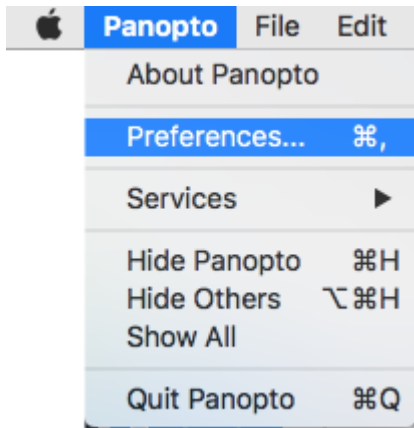 Panopto File Edit
About Panopto
Preferences... ⌘,
Services ▶
Hide Panopto ⌘H
Hide Others ⌥⌘H
Show All
Quit Panopto ⌘Q